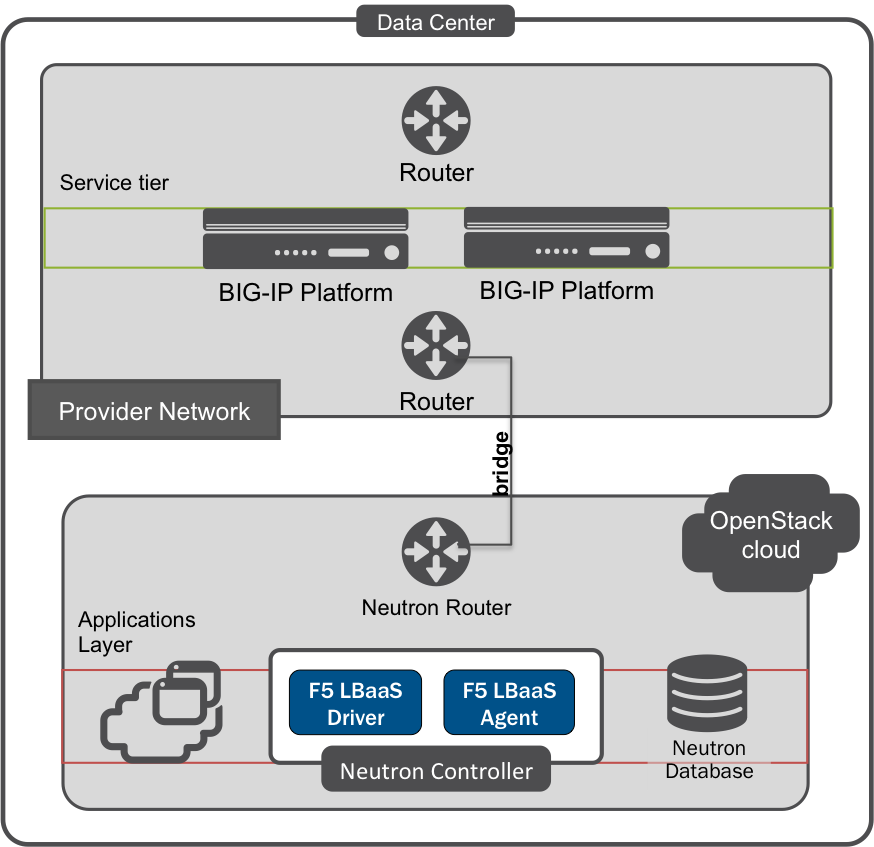 Data Center
Router
Service tier
BIG-IP Platform
BIG-IP Platform
Router
Provider Network
bridge
OpenStack
cloud
Neutron Router
Applications
Layer
F5 LBaaS
Driver
F5 LBaaS
Agent
Neutron Controller
Neutron
Database